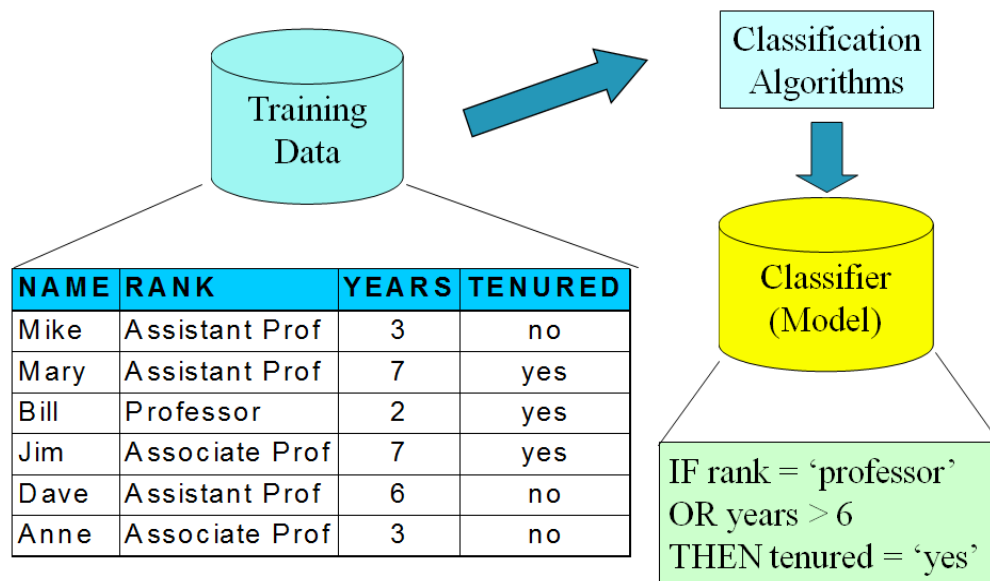 Training
Data
Classification
Algorithms
NAME RANK YEARS TENURED
Mike Assistant Prof 3 no
Mary Assistant Prof 7 yes
Bill Professor 2 yes
Jim Associate Prof 7 yes
Dave Assistant Prof 6 no
Anne Associate Prof 3 no
Classifier
(Model)
IF rank = ‘professor’
OR years > 6
THEN tenured = ‘yes’